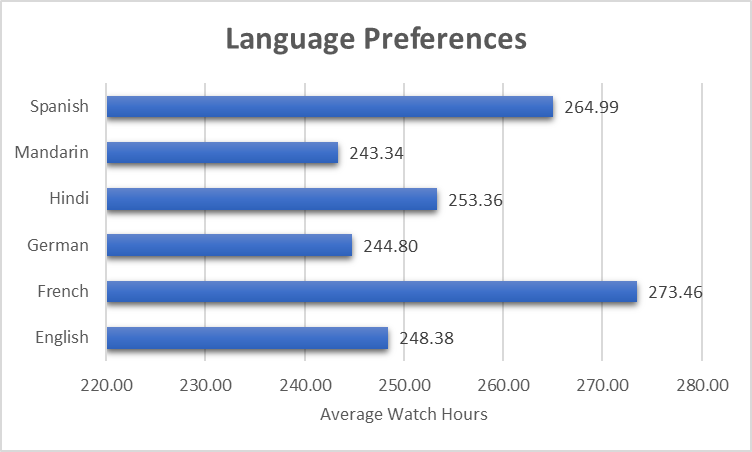 Language Preferences
Spanish 264.99
Mandarin 243.34
Hindi 253.36
German 244.80
French 273.46
English 248.38
220.00 230.00 240.00 250.00 260.00 270.00 280.00
Average Watch Hours